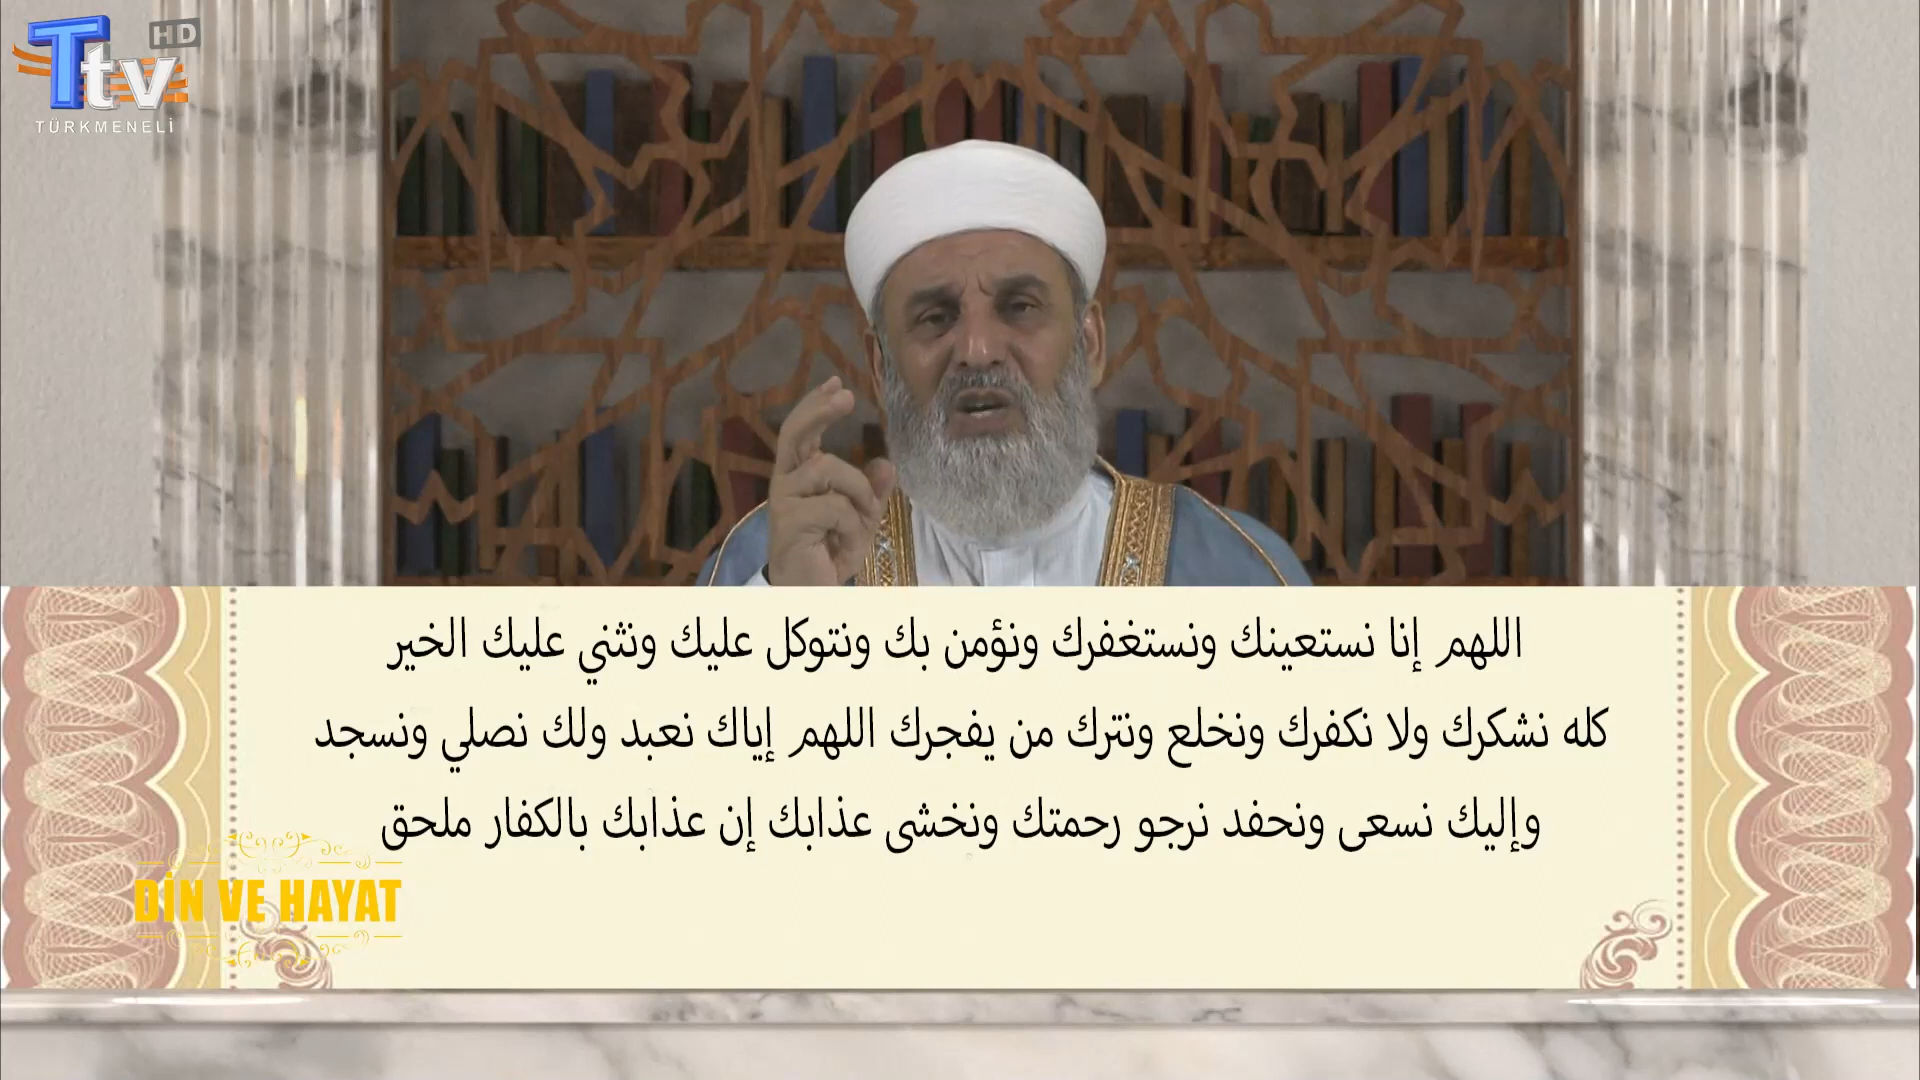 Ttv HD
TÜRKMENELİ
اللهم إنا نستعينك ونستغفرك ونؤمن بك ونتوكل عليك ونثني عليك الخير
كله نشكرك ولا نكفرك ونخلع ونترك من يفجرك اللهم إياك نعبد ولك نصلي ونسجد
وإليك نسعى ونحفد نرجو رحمتك ونخشى عذابك إن عذابك بالكفار ملحق
DİN VE HAYAT